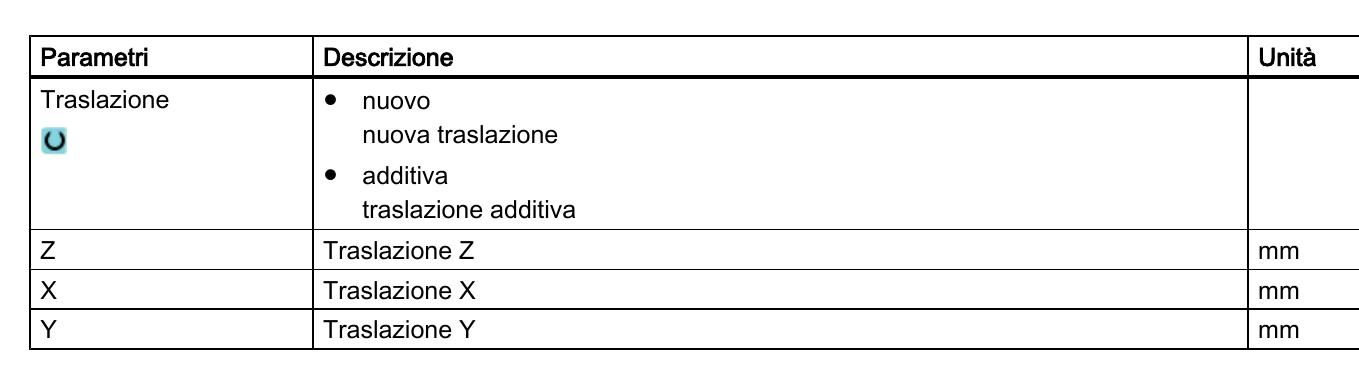 Parametri Descrizione Unità
Traslazione
● nuovo
nuova traslazione
● additiva
traslazione additiva
Z Traslazione Z mm
X Traslazione X mm
Y Traslazione Y mm